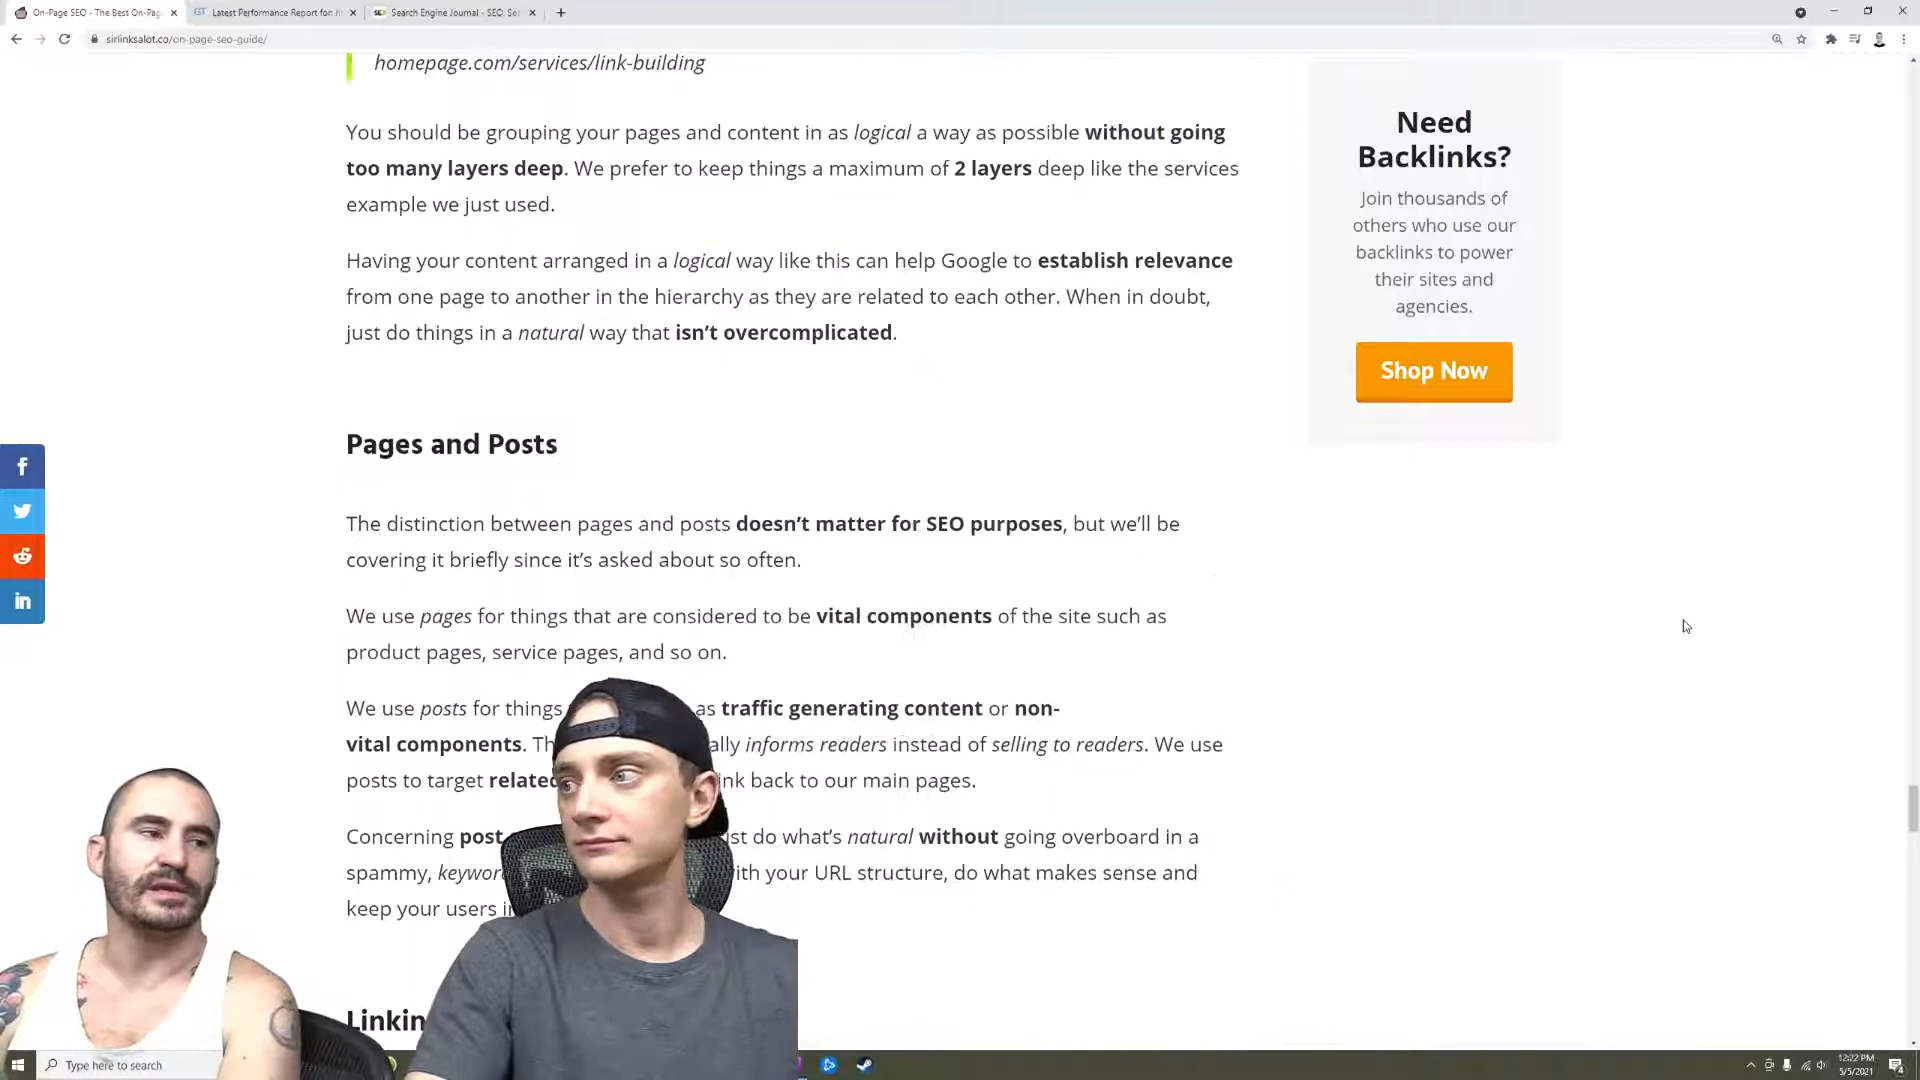 On-Page SEO - The Best On-Pag
GT
Latest Performance Report for: h
SEJ
Search Engine Journal - SEO, Se
sirlinksalot.co/on-page-seo-guide/
homepage.com/services/link-building
You should be grouping your pages and content in as logical a way as possible without going
too many layers deep. We prefer to keep things a maximum of 2 layers deep like the services
example we just used.
Having your content arranged in a logical way like this can help Google to establish relevance
from one page to another in the hierarchy as they are related to each other. When in doubt,
just do things in a natural way that isn’t overcomplicated.
Need
Backlinks?
Join thousands of
others who use our
backlinks to power
their sites and
agencies.
Shop Now
Pages and Posts
The distinction between pages and posts doesn’t matter for SEO purposes, but we’ll be
covering it briefly since it’s asked about so often.
We use pages for things that are considered to be vital components of the site such as
product pages, service pages, and so on.
We use posts for things as traffic generating content or non-
vital components. Th ally informs readers instead of selling to readers. We use
posts to target related ink back to our main pages.
Concerning post ust do what’s natural without going overboard in a
spammy, keywor ith your URL structure, do what makes sense and
keep your users i
Linkin
Type here to search
12:22 PM
5/5/2021